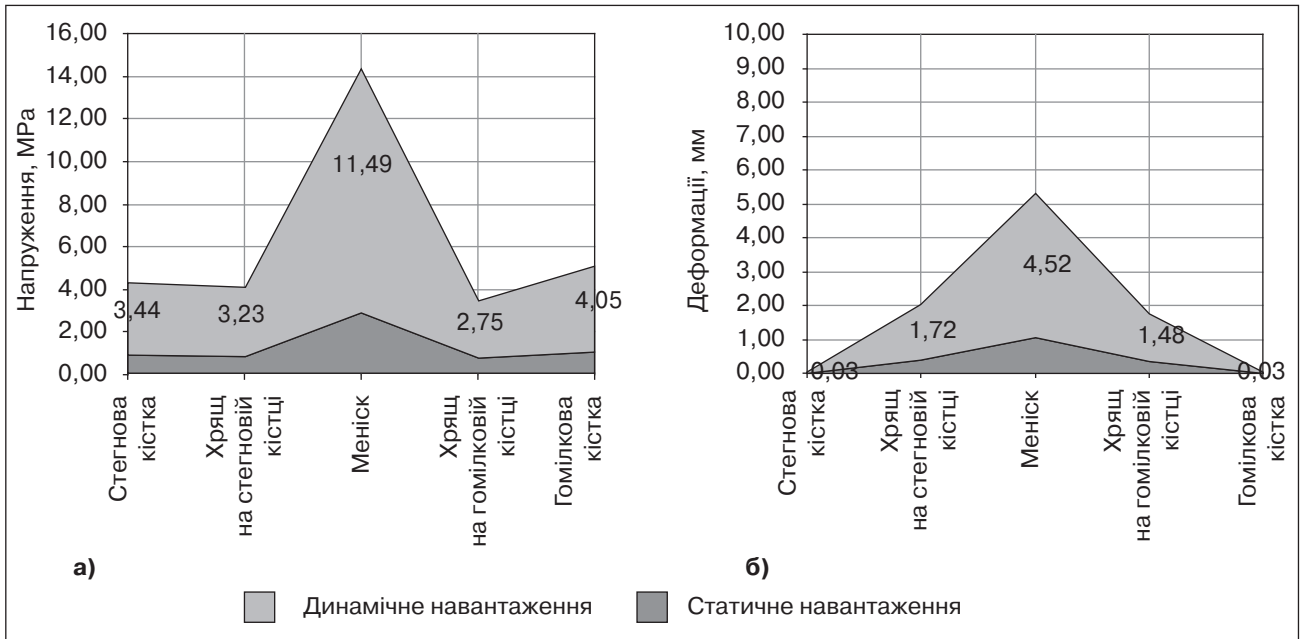 Напруження, МРа
16,00
14,00
12,00
10,00
8,00
6,00
4,00
2,00
0,00
3,44
3,23
11,49
2,75
4,05
Стегнова
кістка
Хрящ
на стегновій
кістці
Меніск
Хрящ
на гомілковій
кістці
Гомілкова
кістка
а)
Деформації, мм
10,00
9,00
8,00
7,00
6,00
5,00
4,00
3,00
2,00
1,00
0,00
0,03
1,72
4,52
1,48
0,03
Стегнова
кістка
Хрящ
на стегновій
кістці
Меніск
Хрящ
на гомілковій
кістці
Гомілкова
кістка
б)
Динамічне навантаження
Статичне навантаження